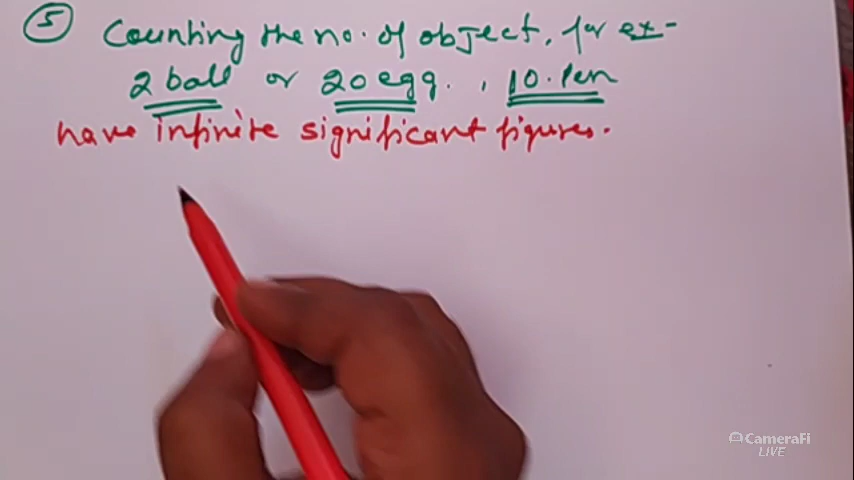 5 Counting the no. of object, for ex-
2 ball or 20 egg. , 10. Pen
have infinite significant figures.
CameraFi
LIVE